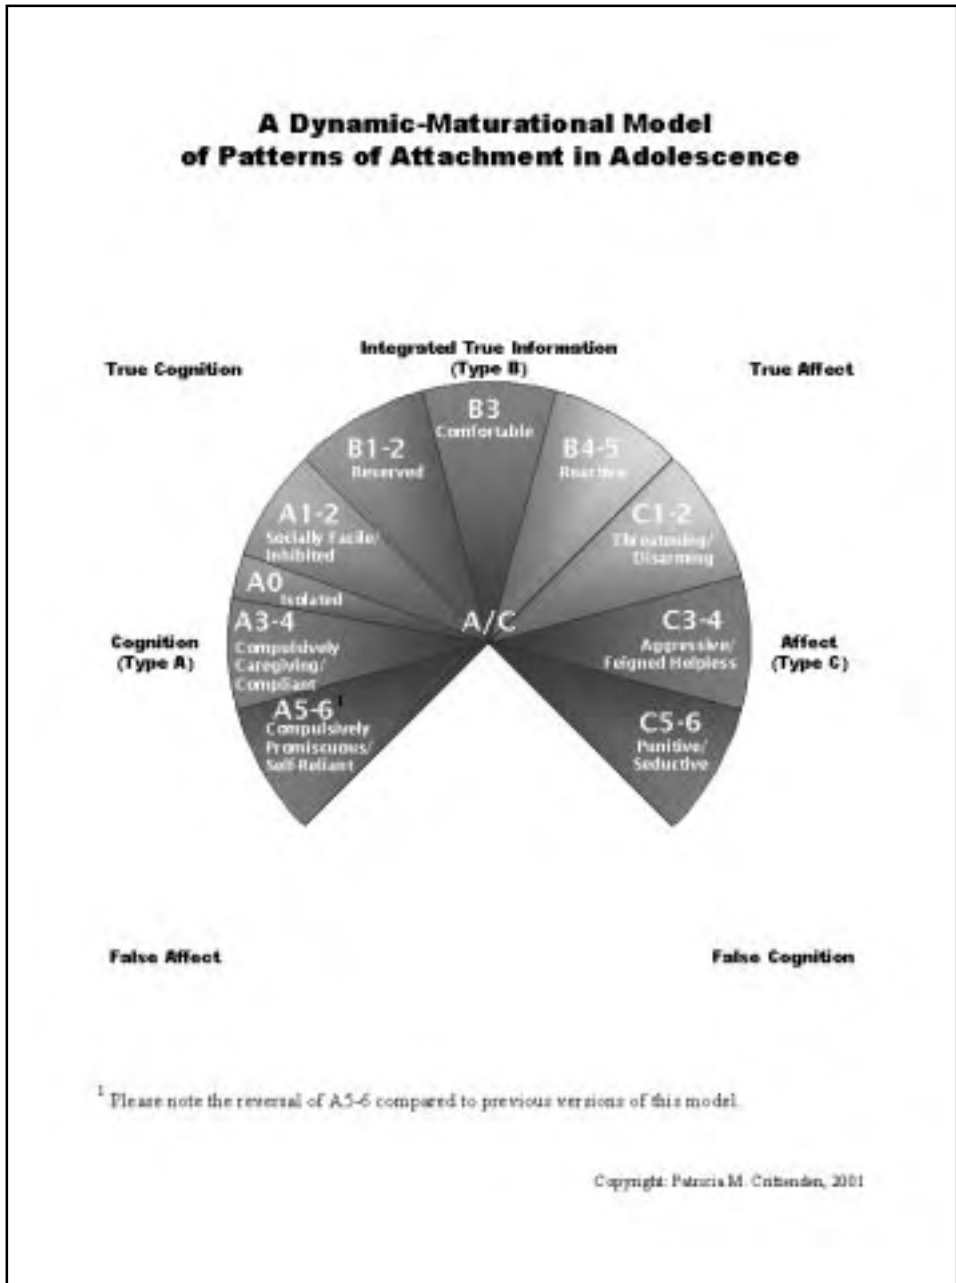 A Dynamic-Maturational Model
of Patterns of Attachment in Adolescence
Integrated True Information
(Type B)
True Cognition
True Affect
B3
Comfortable
B1-2
Reserved
B4-5
Reactive
A1-2
Socially Facile/
Inhibited
C1-2
Threatening/
Disarming
A0
Isolated
A3-4
Compulsively
Caregiving/
Compliant
A/C
C3-4
Aggressive/
Feigned Helpless
Cognition
(Type A)
Affect
(Type C)
A5-6 1
Compulsively
Promiscuous/
Self-Reliant
C5-6
Punitive/
Seductive
False Affect
False Cognition
1 Please note the reversal of A5-6 compared to previous versions of this model.
Copyright: Patricia M. Crittenden, 2001